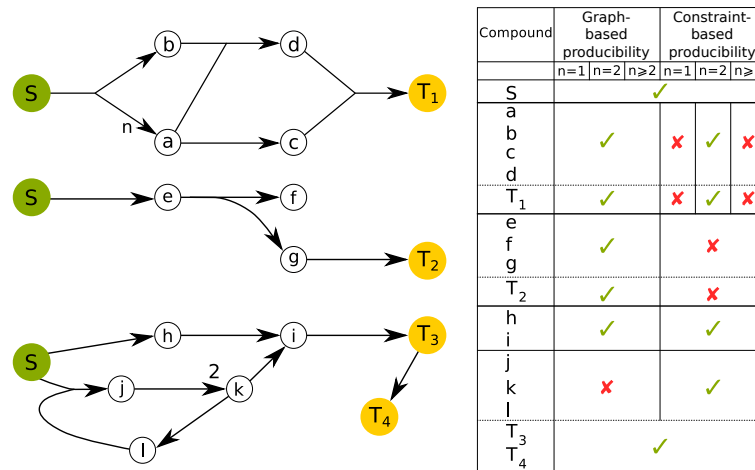 b
d
S
n
a
c
T1
S
e
f
g
T2
h
i
T3
S
2
j
k
T4
l
Compound
Graph-
based
producibility
Constraint-
based
producibility
n=1 n=2 n⩾2 n=1 n=2 n⩾
S ✓
a
b
c
d
✓ ✘ ✓ ✘
T1 ✓ ✘ ✓ ✘
e
f
g
✓ ✘
T2 ✓ ✘
h
i
✓ ✓
j
k
l
✘ ✓
T3
T4
✓